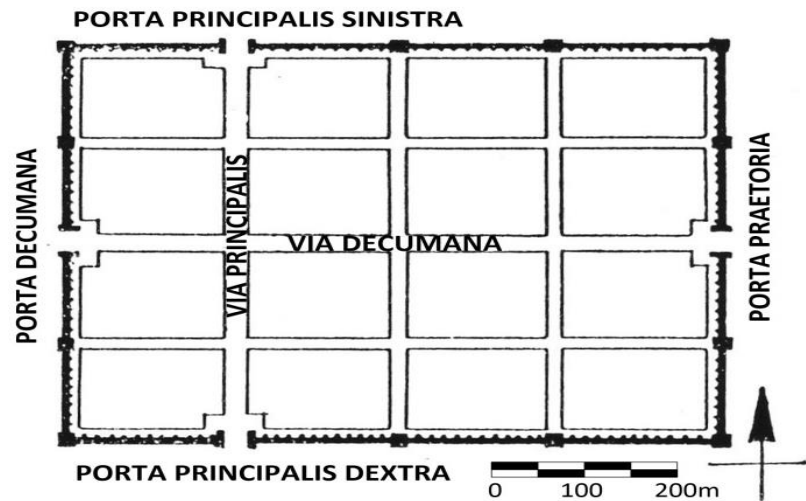 PORTA PRINCIPALIS SINISTRA
PORTA DECUMANA
VIA PRINCIPALIS
VIA DECUMANA
PORTA PRAETORIA
PORTA PRINCIPALIS DEXTRA
0 100 200m